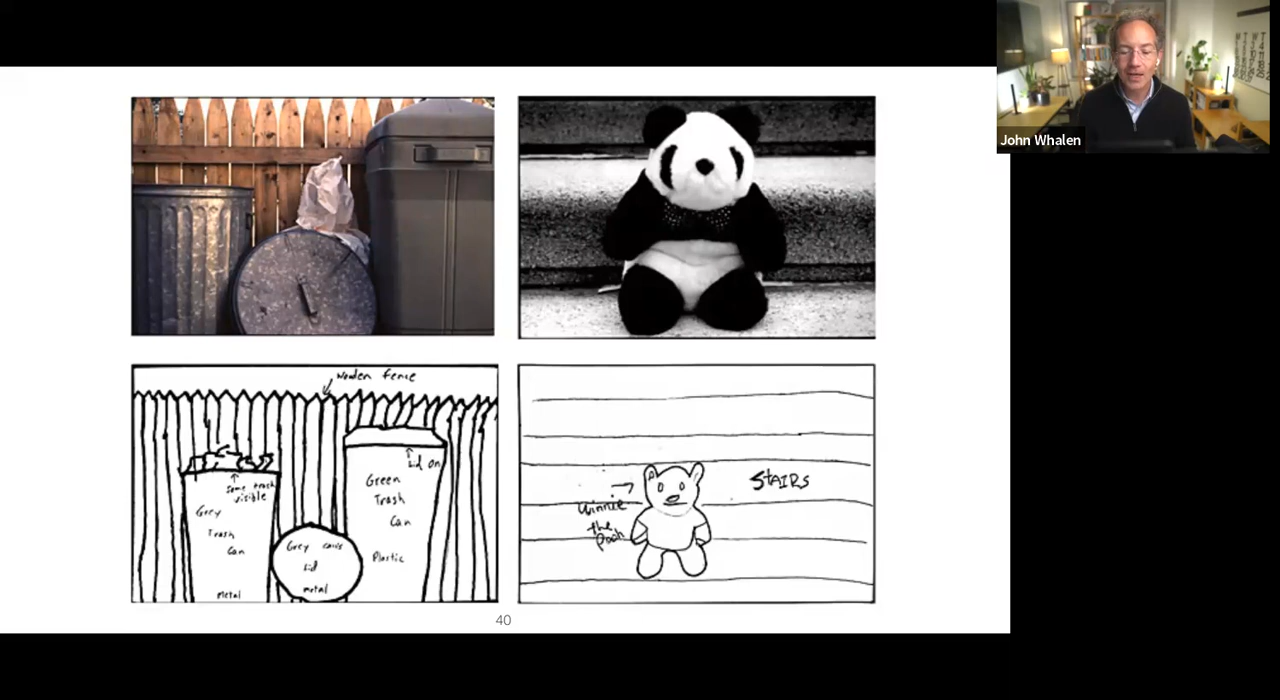 John Whalen
wooden fence
lid on
some trash
visible
Green
Trash
Can
Plastic
Grey
Trash
Can
metal
Grey cans
lid
metal
STAIRS
Winnie
the
Pooh
40